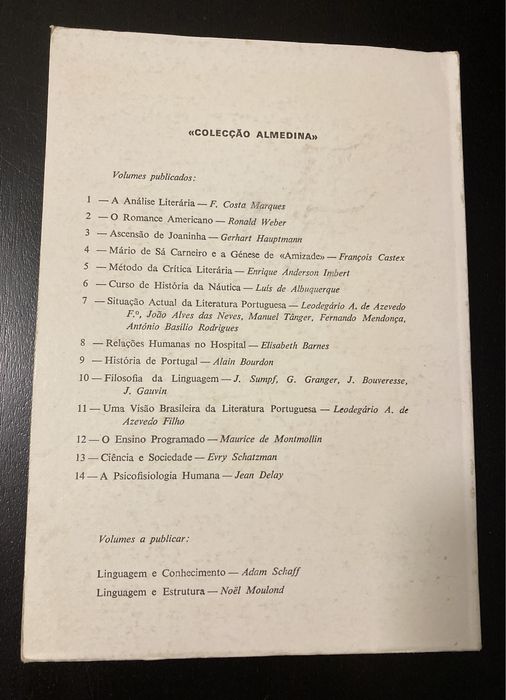 «COLECÇÃO ALMEDINA»
Volumes publicados:
1 — A Análise Literária — F. Costa Marques
2 — O Romance Americano — Ronald Weber
3 — Ascensão de Joaninha — Gerhart Hauptmann
4 — Mário de Sá Carneiro e a Génese de «Amizade» — François Castex
5 — Método da Crítica Literária — Enrique Anderson Imbert
6 — Curso de História da Náutica — Luís de Albuquerque
7 — Situação Actual da Literatura Portuguesa — Leodegário A. de Azevedo
F.º, João Alves das Neves, Manuel Tânger, Fernando Mendonça,
António Basílio Rodrigues
8 — Relações Humanas no Hospital — Elisabeth Barnes
9 — História de Portugal — Alain Bourdon
10 — Filosofia da Linguagem — J. Sumpf, G. Granger, J. Bouveresse,
J. Gauvin
11 — Uma Visão Brasileira da Literatura Portuguesa — Leodegário A. de
Azevedo Filho
12 — O Ensino Programado — Maurice de Montmollin
13 — Ciência e Sociedade — Evry Schatzman
14 — A Psicofisiologia Humana — Jean Delay
Volumes a publicar:
Linguagem e Conhecimento — Adam Schaff
Linguagem e Estrutura — Noël Moulond